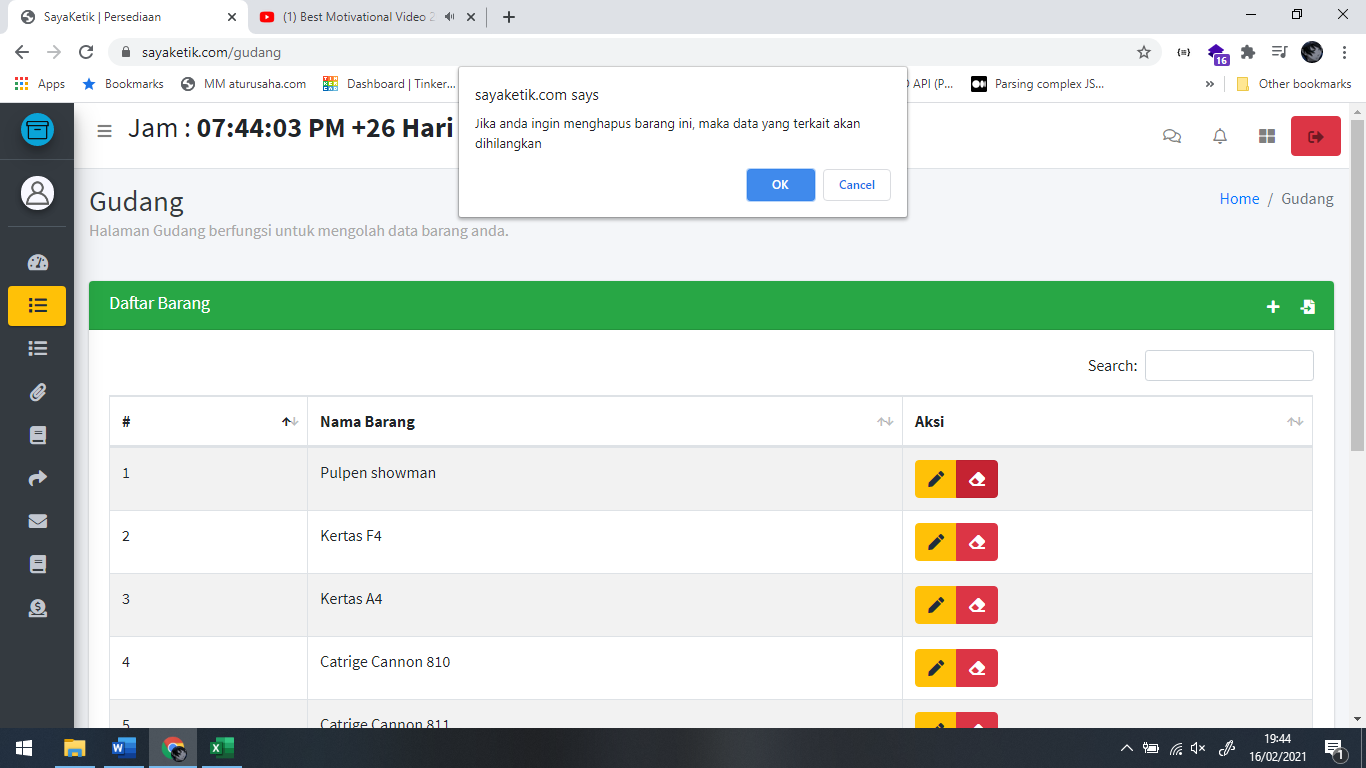 SayaKetik | Persediaan
(1) Best Motivational Video 2
sayaketik.com/gudang
16
Apps
Bookmarks
MM aturusaha.com
Dashboard | Tinker...
O API (P...
Parsing complex JS...
»
Other bookmarks
sayaketik.com says
Jika anda ingin menghapus barang ini, maka data yang terkait akan
dihilangkan
OK
Cancel
Jam : 07:44:03 PM +26 Hari
Gudang
Halaman Gudang berfungsi untuk mengolah data barang anda.
Home / Gudang
Daftar Barang
Search:
# Nama Barang Aksi
1 Pulpen showman
2 Kertas F4
3 Kertas A4
4 Catrige Cannon 810
5 Catrige Cannon 811
19:44
16/02/2021
1